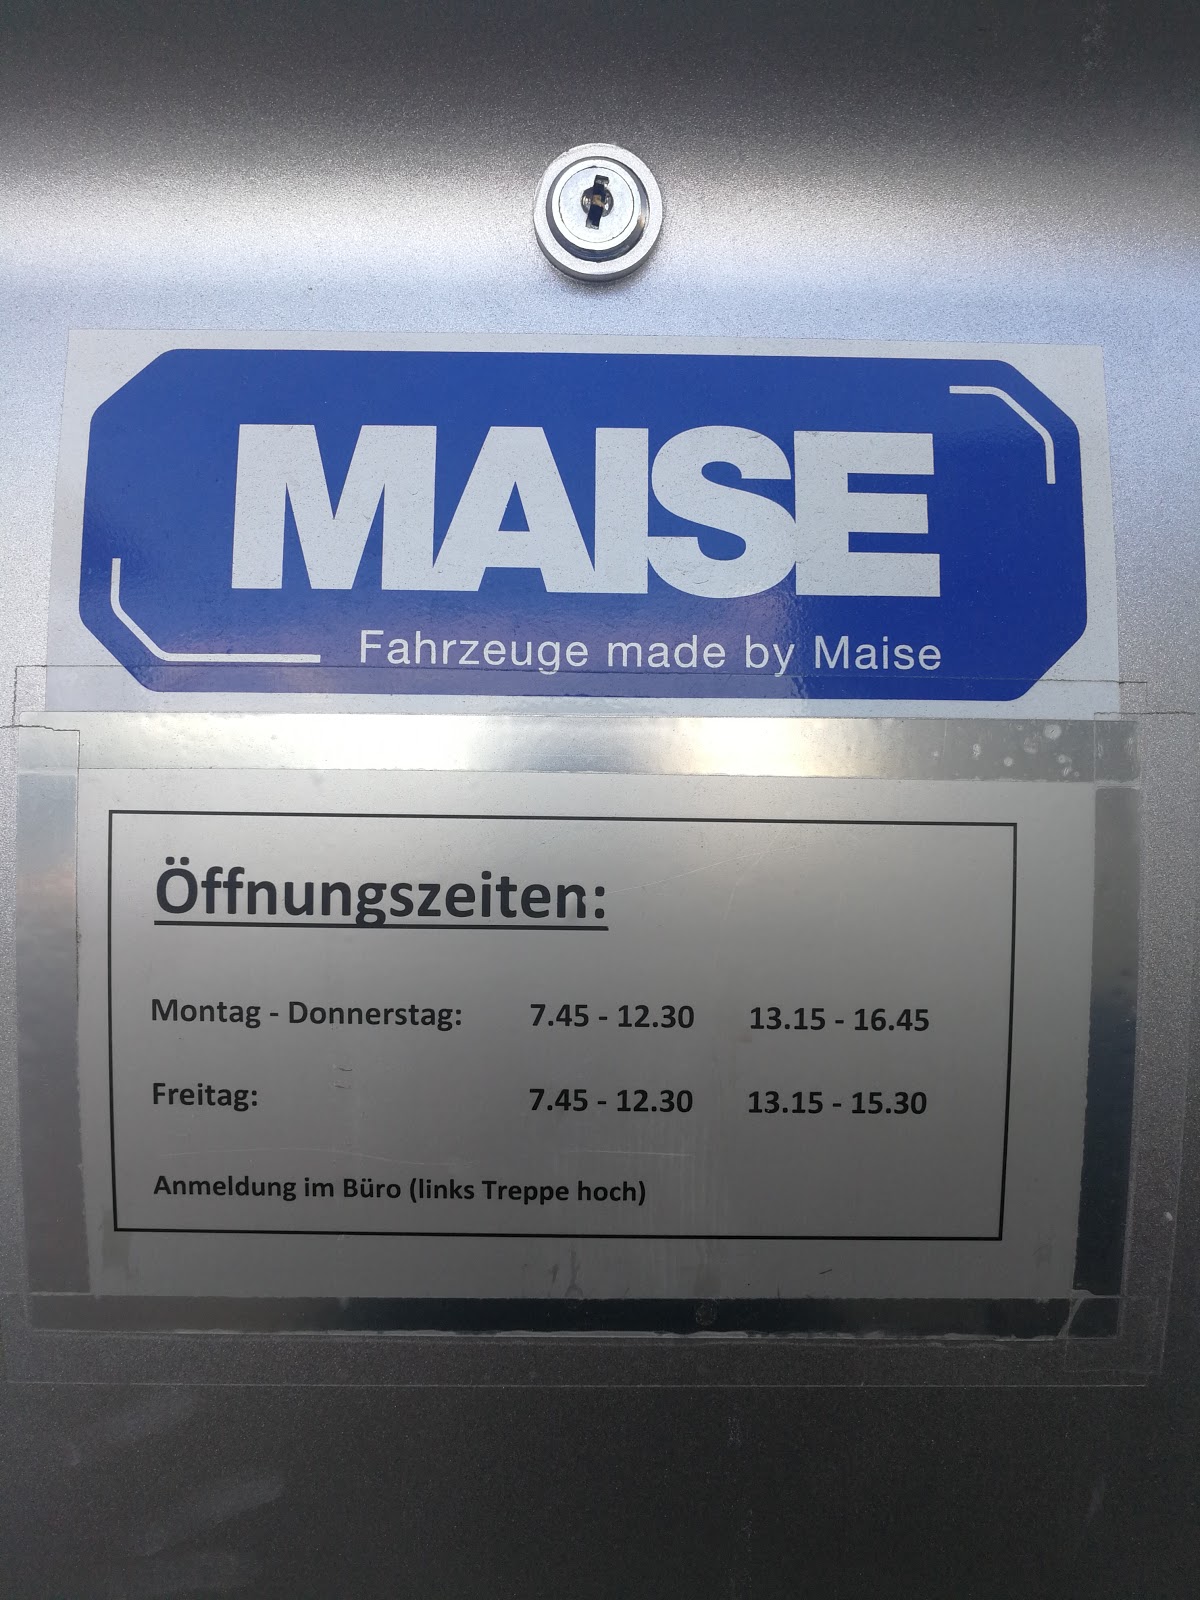 MAISE
Fahrzeuge made by Maise
Öffnungszeiten:
Montag - Donnerstag: 7.45 - 12.30 13.15 - 16.45
Freitag: 7.45 - 12.30 13.15 - 15.30
Anmeldung im Büro (links Treppe hoch)